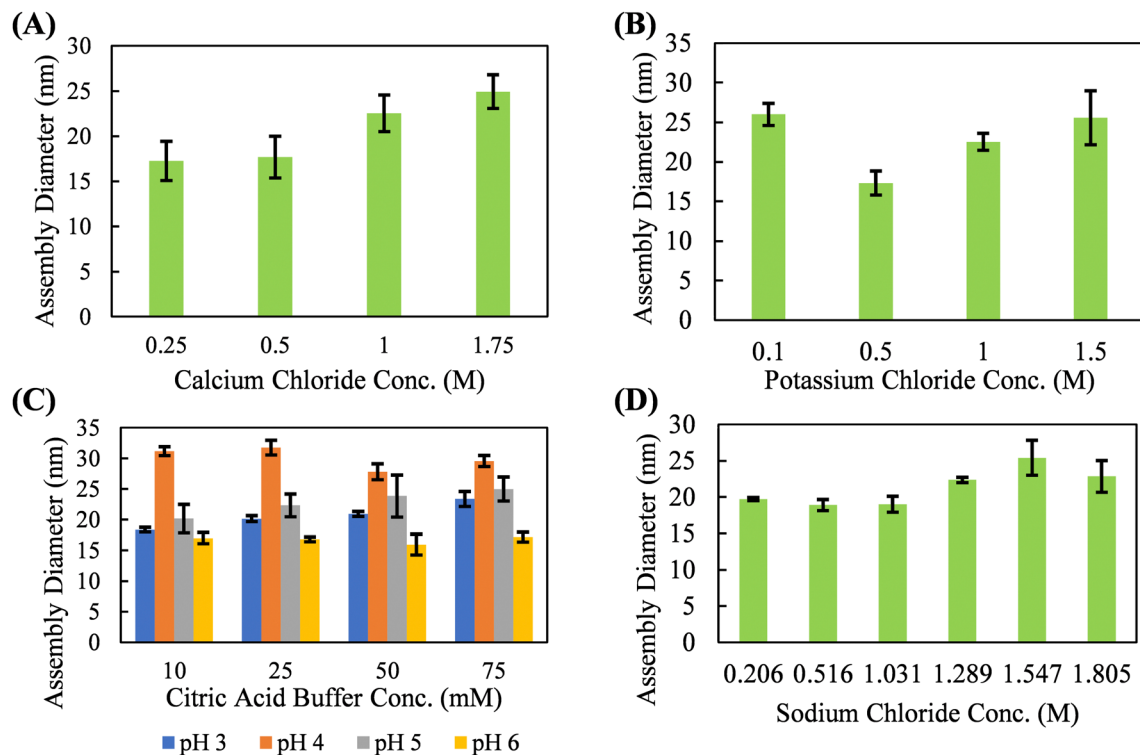 (A)
Assembly Diameter (nm)
30
25
20
15
10
5
0
0.25 0.5 1 1.75
Calcium Chloride Conc. (M)
(B)
Assembly Diameter (nm)
35
30
25
20
15
10
5
0
0.1 0.5 1 1.5
Potassium Chloride Conc. (M)
(C)
Assembly Diameter (nm)
35
30
25
20
15
10
5
0
10 25 50 75
Citric Acid Buffer Conc. (mM)
pH 3 pH 4 pH 5 pH 6
(D)
Assembly Diameter (nm)
30
25
20
15
10
5
0
0.206 0.516 1.031 1.289 1.547 1.805
Sodium Chloride Conc. (M)